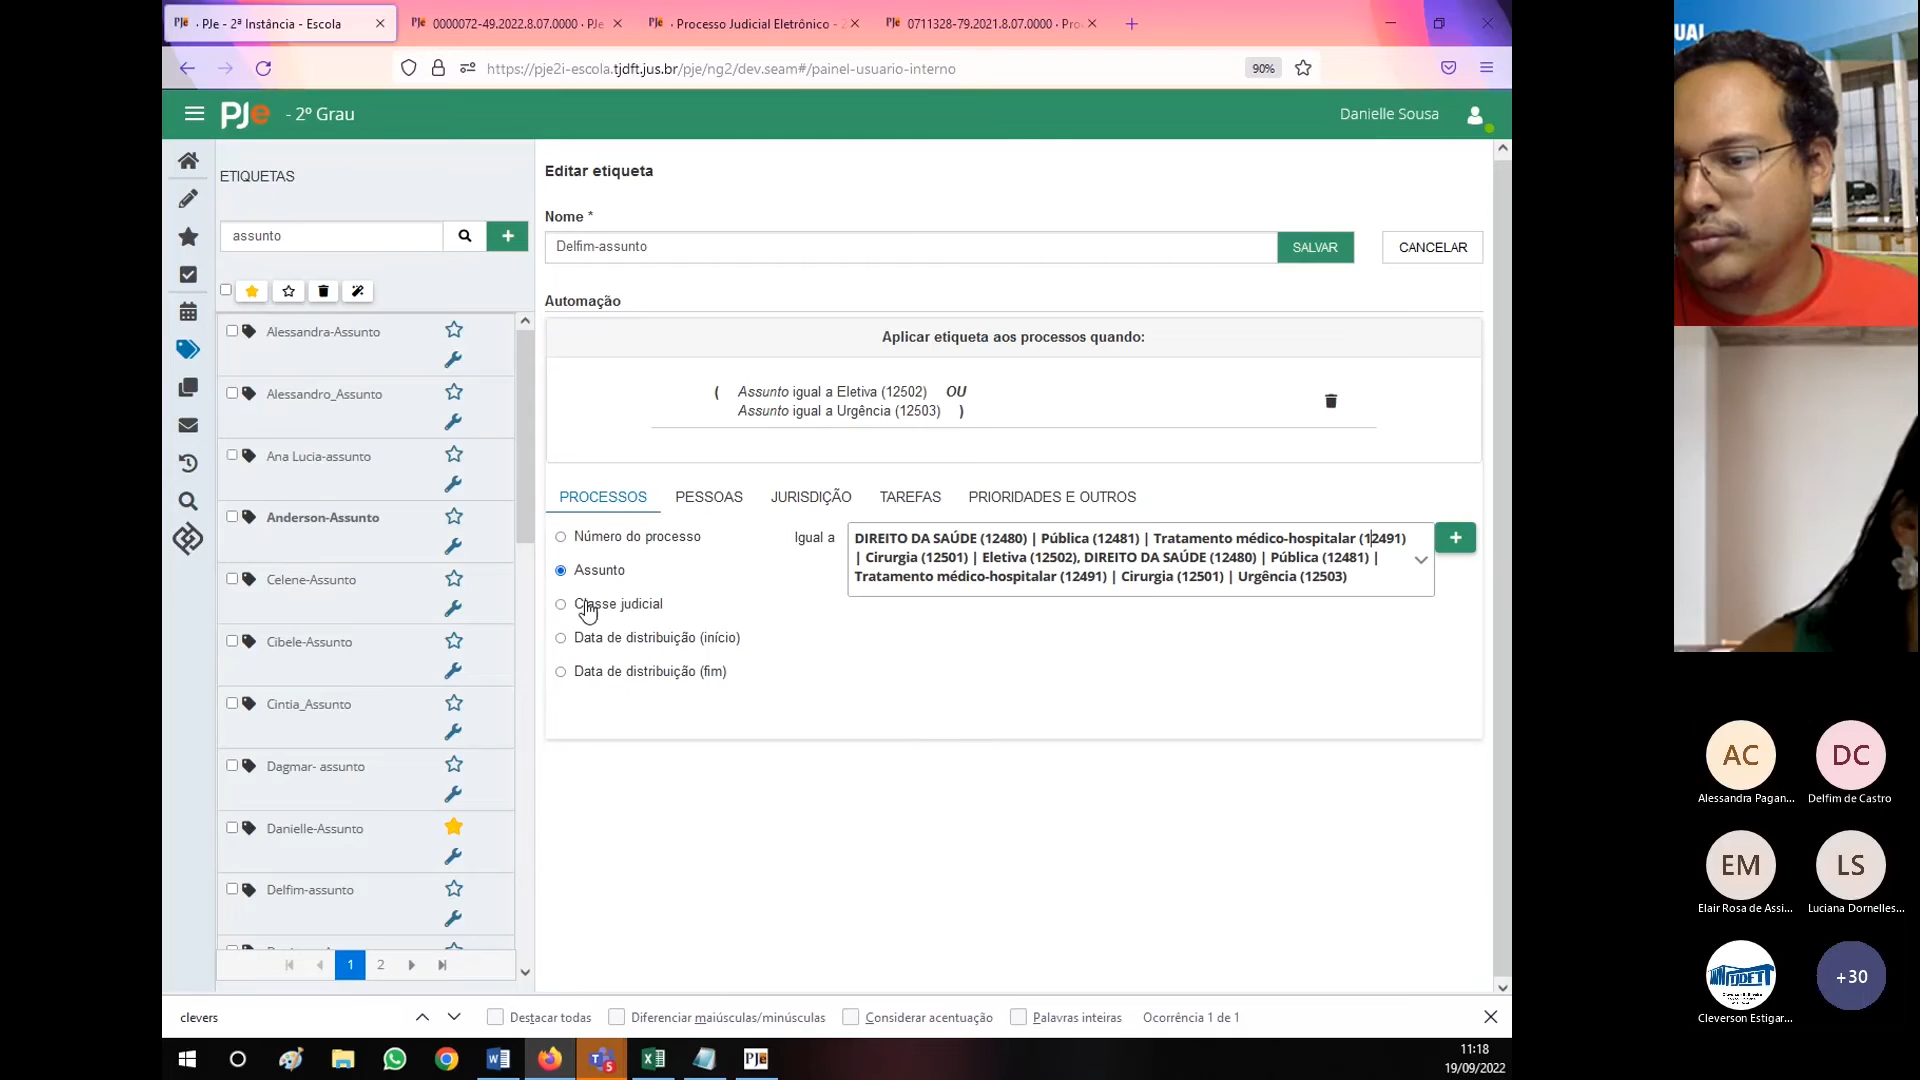 PJe - 2ª Instância - Escola
0000072-49.2022.8.07.0000 · PJe
· Processo Judicial Eletrônico - 2
0711328-79.2021.8.07.0000 · Pro
https://pje2i-escola.tjdft.jus.br/pje/ng2/dev.seam#/painel-usuario-interno
90%
UAL
PJe - 2º Grau
Danielle Sousa
ETIQUETAS
assunto
Alessandra-Assunto
Alessandro_Assunto
Ana Lucia-assunto
Anderson-Assunto
Celene-Assunto
Cibele-Assunto
Cintia_Assunto
Dagmar- assunto
Danielle-Assunto
Delfim-assunto
1 2
Editar etiqueta
Nome *
Delfim-assunto
SALVAR
CANCELAR
Automação
Aplicar etiqueta aos processos quando:
( Assunto igual a Eletiva (12502) OU
Assunto igual a Urgência (12503) )
PROCESSOS PESSOAS JURISDIÇÃO TAREFAS PRIORIDADES E OUTROS
Número do processo
Assunto
Classe judicial
Data de distribuição (início)
Data de distribuição (fim)
Igual a
DIREITO DA SAÚDE (12480) | Pública (12481) | Tratamento médico-hospitalar (12491)
| Cirurgia (12501) | Eletiva (12502), DIREITO DA SAÚDE (12480) | Pública (12481) |
Tratamento médico-hospitalar (12491) | Cirurgia (12501) | Urgência (12503)
clevers
Destacar todas
Diferenciar maiúsculas/minúsculas
Considerar acentuação
Palavras inteiras
Ocorrência 1 de 1
5
PJe
11:18
19/09/2022
AC
Alessandra Pagan...
DC
Delfim de Castro
EM
Elair Rosa de Assi...
LS
Luciana Dornelles...
TJDFT
Cleverson Estigar...
+30